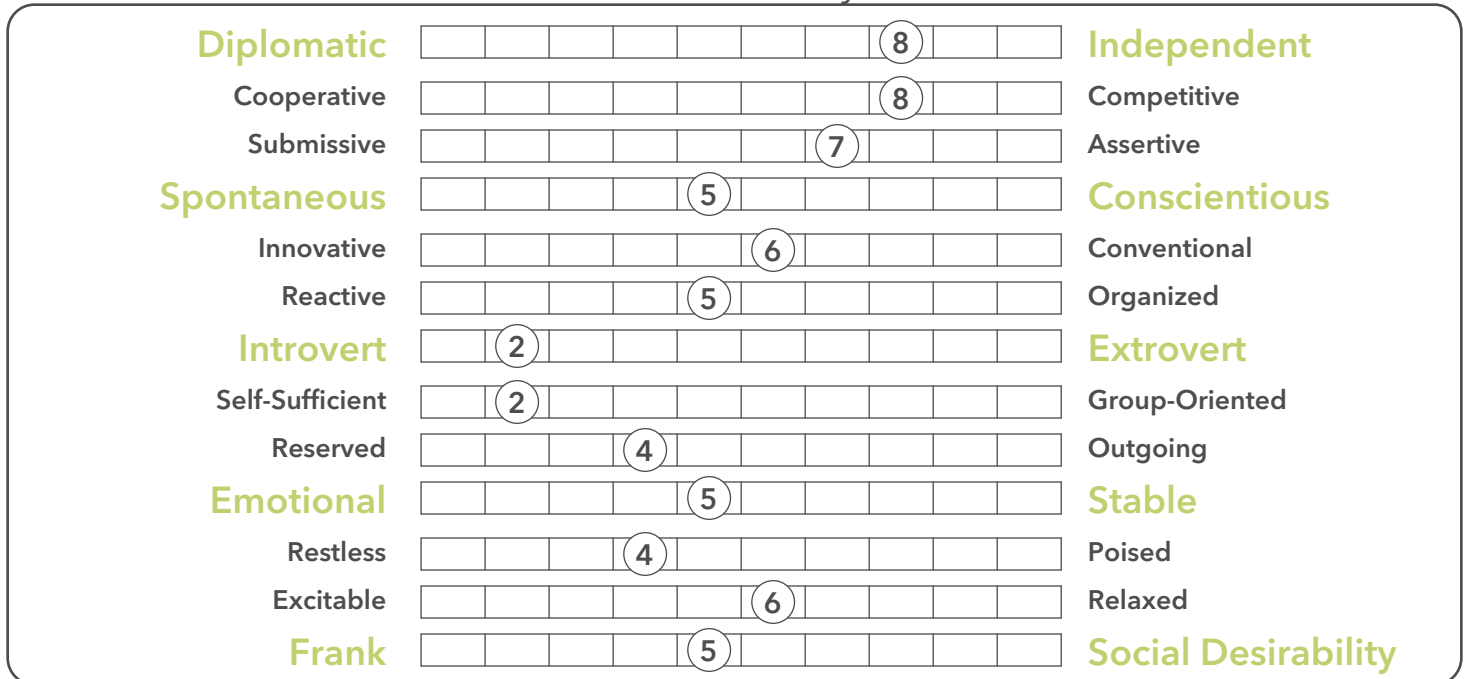 Diplomatic 8 Independent
Cooperative 8 Competitive
Submissive 7 Assertive
Spontaneous 5 Conscientious
Innovative 6 Conventional
Reactive 5 Organized
Introvert 2 Extrovert
Self-Sufficient 2 Group-Oriented
Reserved 4 Outgoing
Emotional 5 Stable
Restless 4 Poised
Excitable 6 Relaxed
Frank 5 Social Desirability